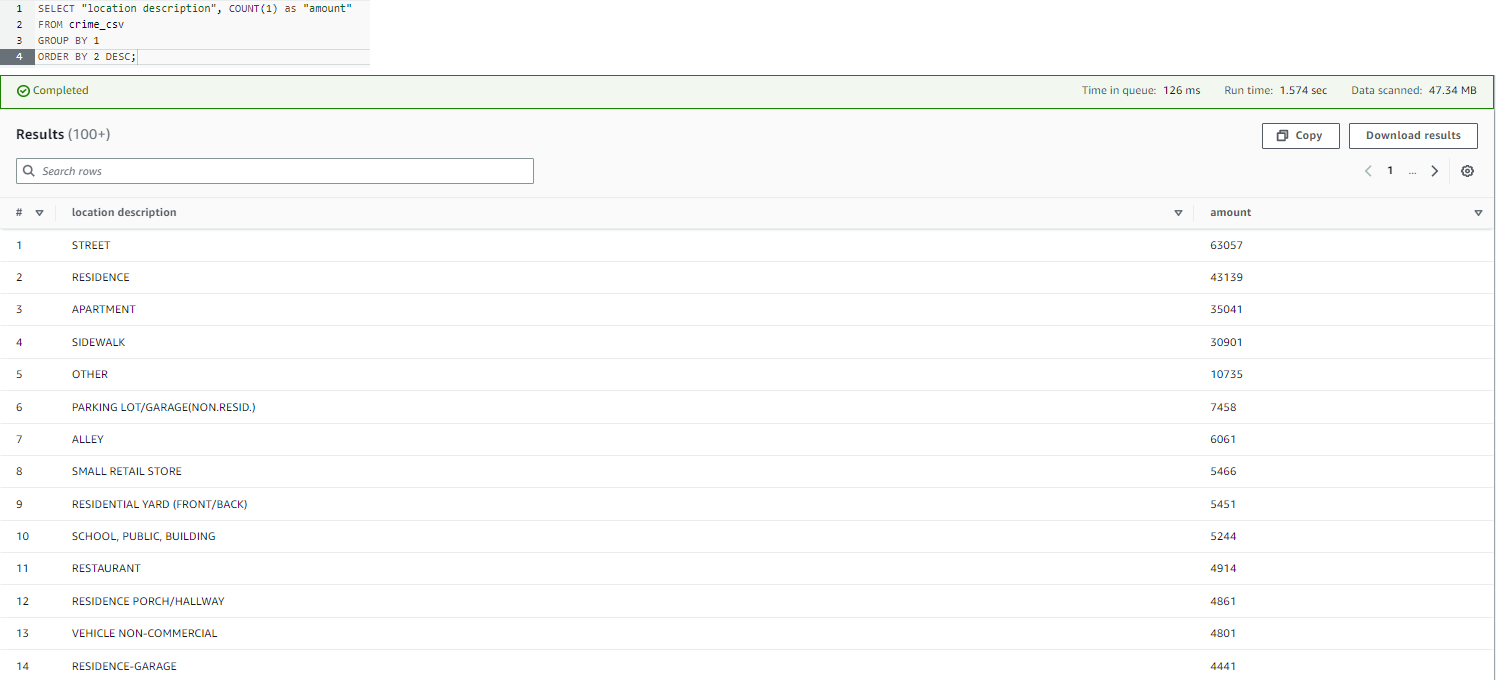 1 SELECT "location description", COUNT(1) as "amount"
2 FROM crime_csv
3 GROUP BY 1
4 ORDER BY 2 DESC;
Completed Time in queue: 126 ms Run time: 1.574 sec Data scanned: 47.34 MB
Results (100+) Copy Download results
Search rows 1 ...
# location description amount
1 STREET 63057
2 RESIDENCE 43139
3 APARTMENT 35041
4 SIDEWALK 30901
5 OTHER 10735
6 PARKING LOT/GARAGE(NON.RESID.) 7458
7 ALLEY 6061
8 SMALL RETAIL STORE 5466
9 RESIDENTIAL YARD (FRONT/BACK) 5451
10 SCHOOL, PUBLIC, BUILDING 5244
11 RESTAURANT 4914
12 RESIDENCE PORCH/HALLWAY 4861
13 VEHICLE NON-COMMERCIAL 4801
14 RESIDENCE-GARAGE 4441